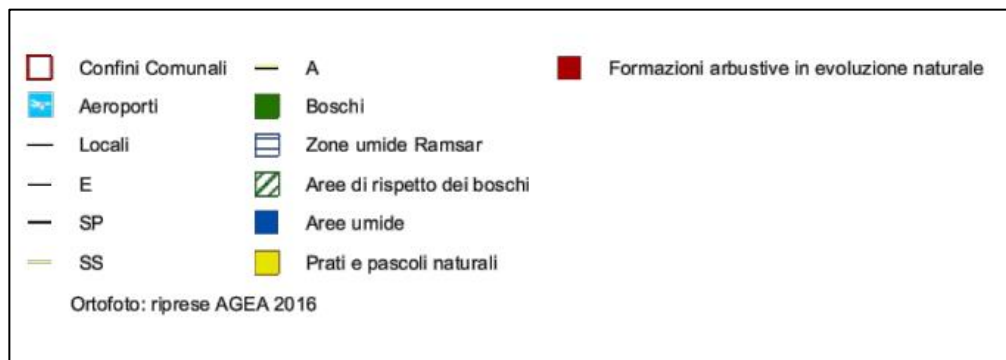 Confini Comunali
Aeroporti
Locali
E
SP
SS
A
Boschi
Zone umide Ramsar
Aree di rispetto dei boschi
Aree umide
Prati e pascoli naturali
Formazioni arbustive in evoluzione naturale
Ortofoto: riprese AGEA 2016